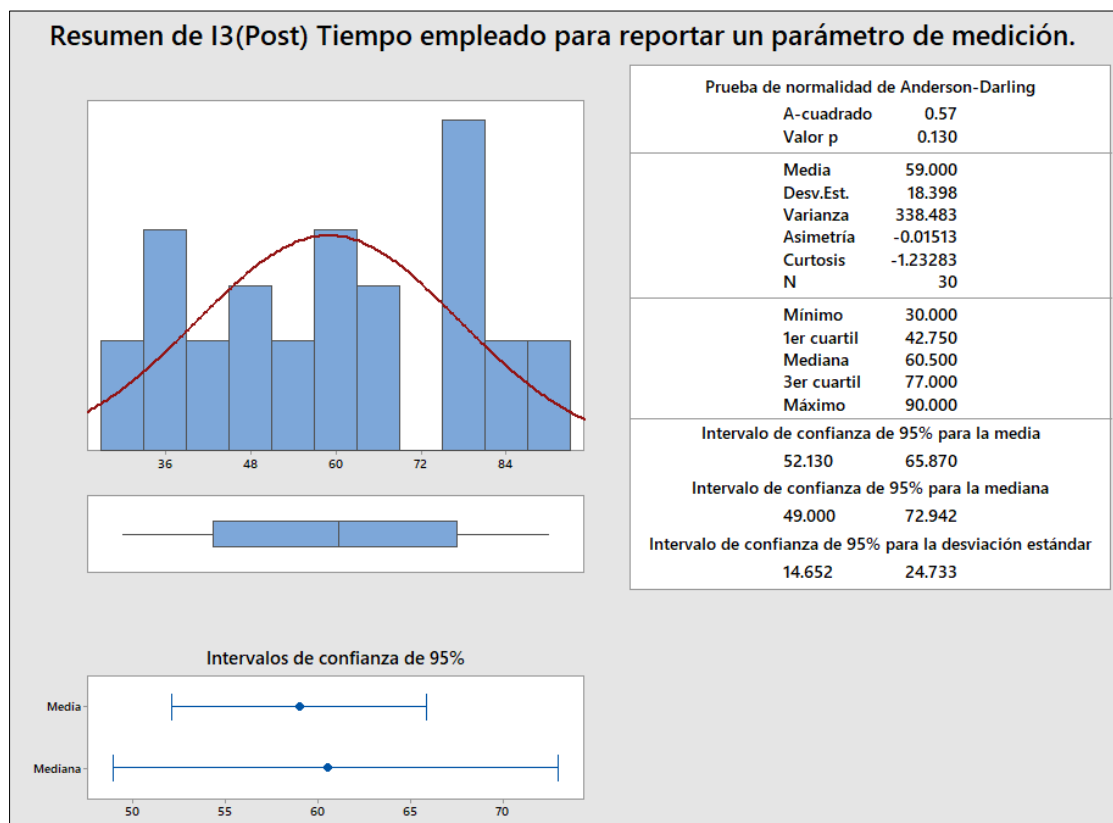 Resumen de I3(Post) Tiempo empleado para reportar un parámetro de medición.
36 48 60 72 84
Prueba de normalidad de Anderson-Darling
A-cuadrado 0.57
Valor p 0.130
Media 59.000
Desv.Est. 18.398
Varianza 338.483
Asimetría -0.01513
Curtosis -1.23283
N 30
Mínimo 30.000
1er cuartil 42.750
Mediana 60.500
3er cuartil 77.000
Máximo 90.000
Intervalo de confianza de 95% para la media
52.130 65.870
Intervalo de confianza de 95% para la mediana
49.000 72.942
Intervalo de confianza de 95% para la desviación estándar
14.652 24.733
Intervalos de confianza de 95%
Media
Mediana
50 55 60 65 70